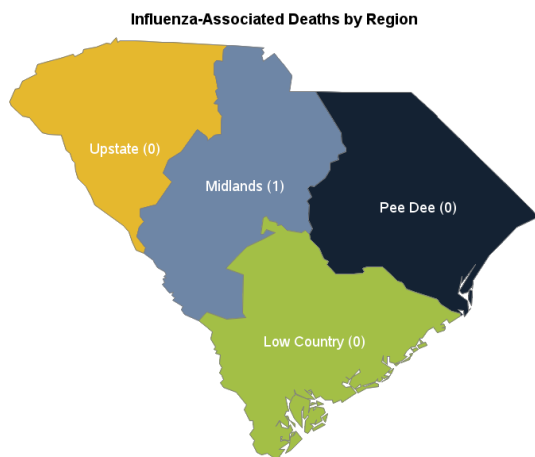 Influenza-Associated Deaths by Region
Upstate (0)
Midlands (1)
Pee Dee (0)
Low Country (0)